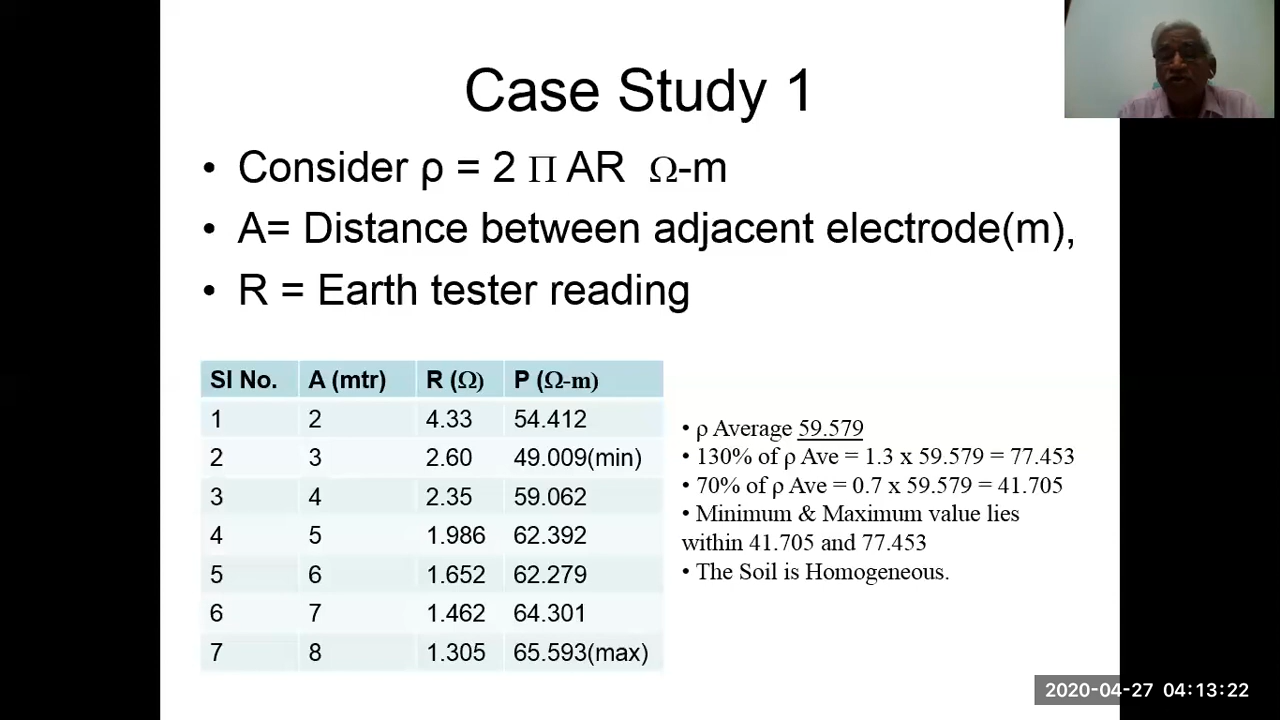 Case Study 1
• Consider ρ = 2 Π AR Ω-m
• A= Distance between adjacent electrode(m),
• R = Earth tester reading
Sl No. A (mtr) R (Ω) P (Ω-m)
1 2 4.33 54.412
2 3 2.60 49.009(min)
3 4 2.35 59.062
4 5 1.986 62.392
5 6 1.652 62.279
6 7 1.462 64.301
7 8 1.305 65.593(max)
• ρ Average 59.579
• 130% of ρ Ave = 1.3 x 59.579 = 77.453
• 70% of ρ Ave = 0.7 x 59.579 = 41.705
• Minimum & Maximum value lies
within 41.705 and 77.453
• The Soil is Homogeneous.
2020-04-27 04:13:22